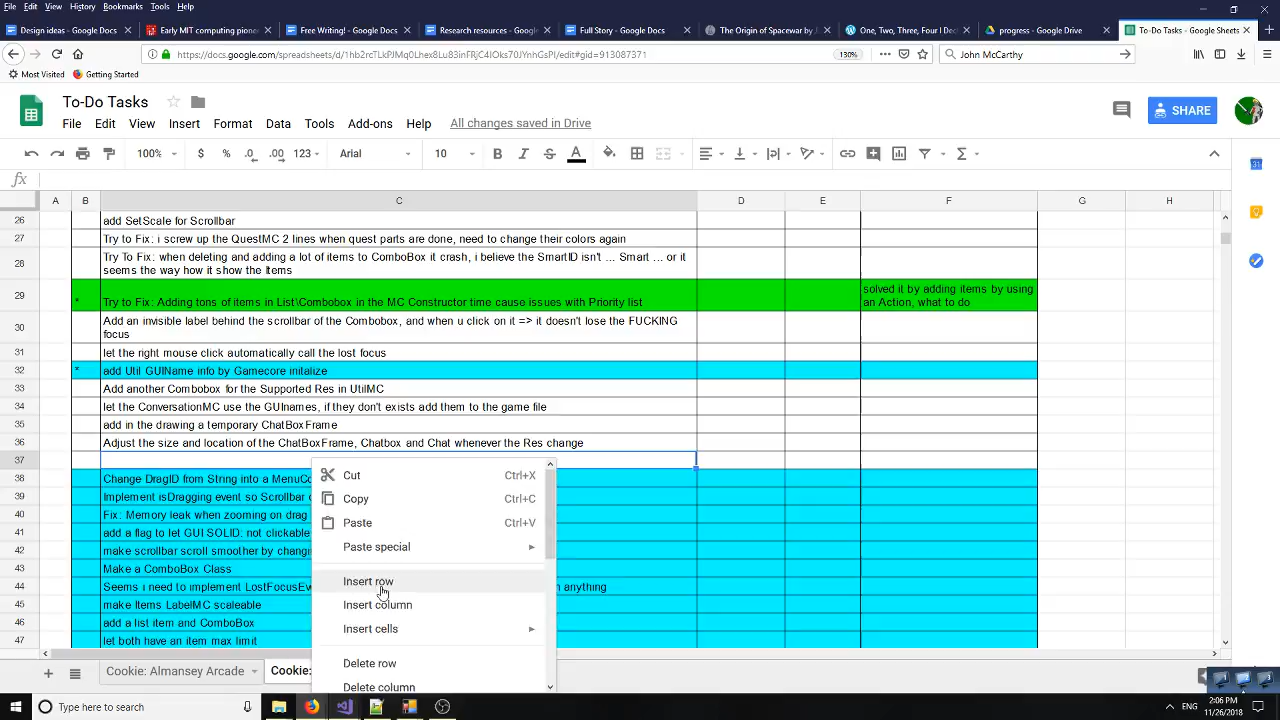 File Edit View History Bookmarks Tools Help
Design ideas - Google Docs
Early MIT computing pione
Free Writing! - Google Docs
Research resources - Google
Full Story - Google Docs
The Origin of Spacewar by J.
One, Two, Three, Four I Dec
progress - Google Drive
To-Do Tasks - Google Sheets
https://docs.google.com/spreadsheets/d/
130%
John McCarthy
Most Visited
Getting Started
To-Do Tasks
SHARE
File Edit View Insert Format Data Tools Add-ons Help
All changes saved in Drive
100% $ % .0 .00 123 Arial 10 B I S A Σ
fx
A B C D E F G H
26 add SetScale for Scrollbar
27 Try to Fix: i screw up the QuestMC 2 lines when quest parts are done, need to change their colors again
28 Try To Fix: when deleting and adding a lot of items to ComboBox it crash, i believe the SmartID isn't ... Smart ... or it
seems the way how it show the Items
29 * Try to Fix: Adding tons of items in List\Combobox in the MC Constructor time cause issues with Priority list
solved it by adding items by using
an Action, what to do
30 Add an invisible label behind the scrollbar of the Combobox, and when u click on it => it doesn't lose the FUCKING
focus
31 let the right mouse click automatically call the lost focus
32 * add Util GUIName info by Gamecore initalize
33 Add another Combobox for the Supported Res in UtilMC
34 let the ConversationMC use the GUInames, if they don't exists add them to the game file
35 add in the drawing a temporary ChatBoxFrame
36 Adjust the size and location of the ChatBoxFrame, Chatbox and Chat whenever the Res change
37
38 Change DragID from String into a MenuCo
39 Implement isDragging event so Scrollbar
40 Fix: Memory leak when zooming on drag
41 add a flag to let GUI SOLID: not clickable
42 make scrollbar scroll smoother by changi
43 Make a ComboBox Class
44 Seems i need to implement LostFocusEv anything
45 make Items LabelMC scaleable
46 add a list item and ComboBox
47 let both have an item max limit
Cut Ctrl+X
Copy Ctrl+C
Paste Ctrl+V
Paste special
Insert row
Insert column
Insert cells
Delete row
Delete column
Cookie: Almansey Arcade
Cookie:
Type here to search
ENG
2:06 PM
11/26/2018